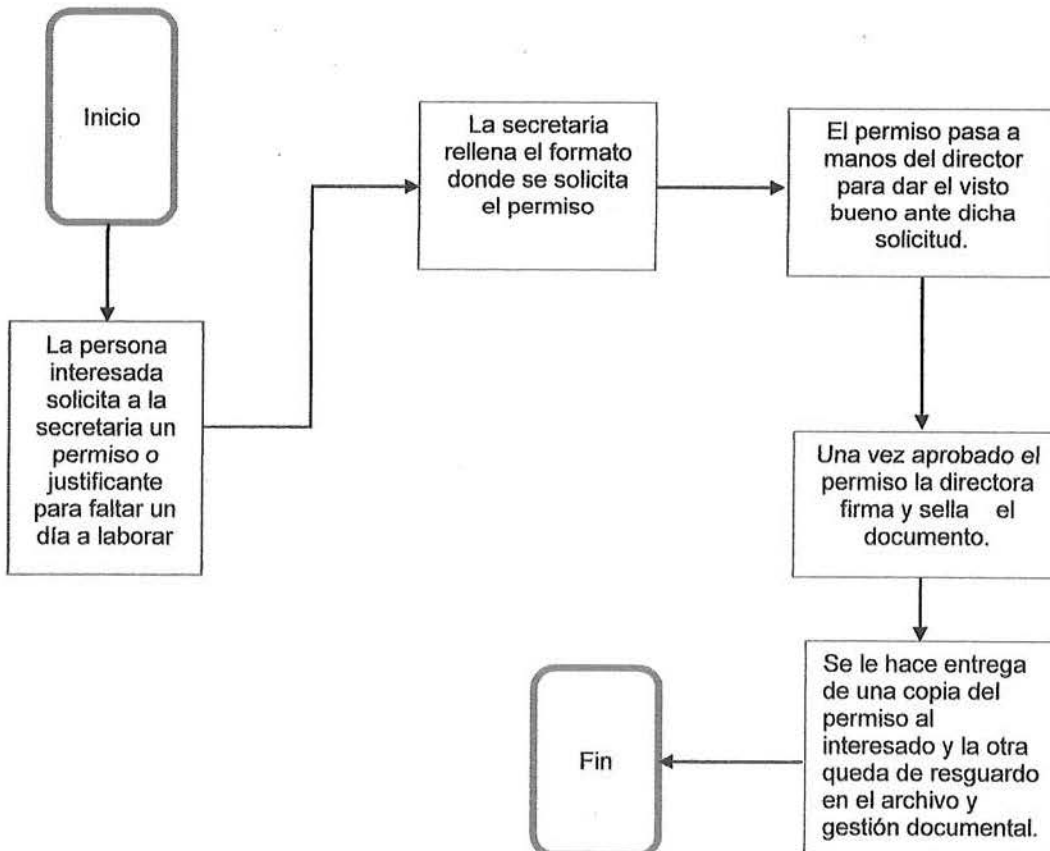 Inicio
La persona
interesada
solicita a la
secretaria un
permiso o
justificante
para faltar un
día a laborar
La secretaria
rellena el formato
donde se solicita
el permiso
El permiso pasa a
manos del director
para dar el visto
bueno ante dicha
solicitud.
Una vez aprobado el
permiso la directora
firma y sella el
documento.
Se le hace entrega
de una copia del
permiso al
interesado y la otra
queda de resguardo
en el archivo y
gestión documental.
Fin